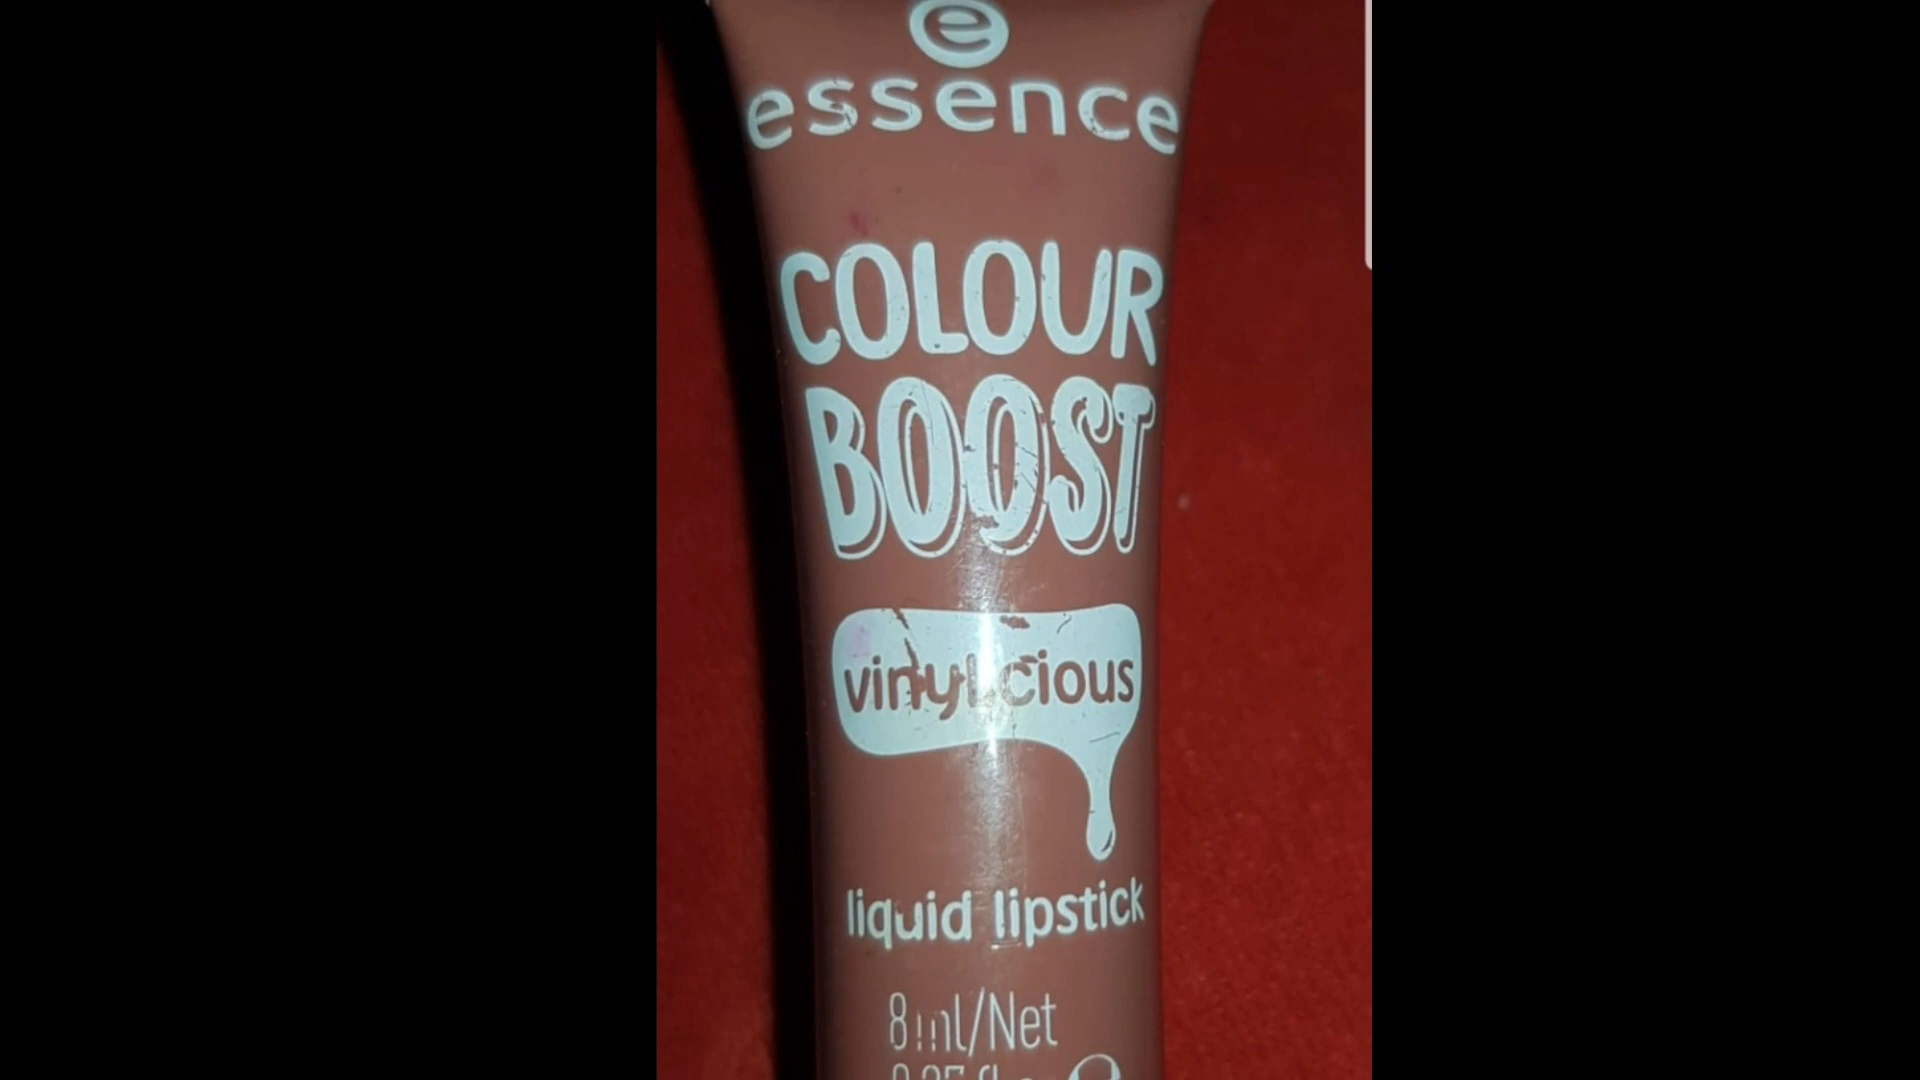 e
essence
COLOUR
BOOST
vinylicious
liquid lipstick
8 ml/Net